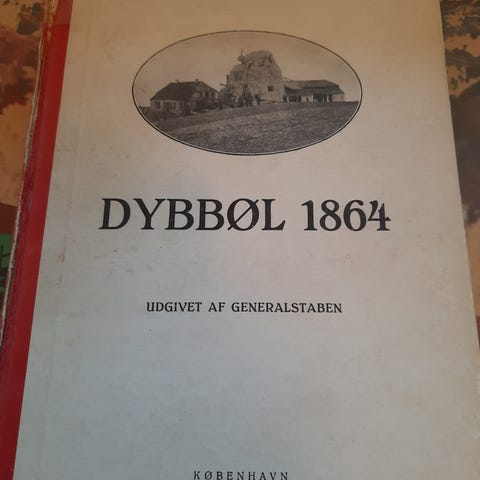 DYBBØL 1864
UDGIVET AF GENERALSTABEN
KØBENHAVN